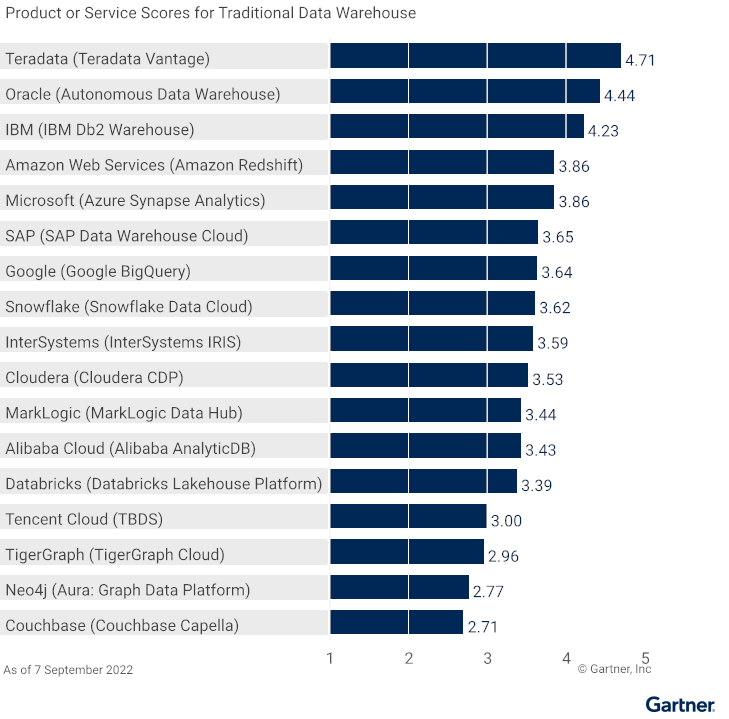 Product or Service Scores for Traditional Data Warehouse
Teradata (Teradata Vantage) 4.71
Oracle (Autonomous Data Warehouse) 4.44
IBM (IBM Db2 Warehouse) 4.23
Amazon Web Services (Amazon Redshift) 3.86
Microsoft (Azure Synapse Analytics) 3.86
SAP (SAP Data Warehouse Cloud) 3.65
Google (Google BigQuery) 3.64
Snowflake (Snowflake Data Cloud) 3.62
InterSystems (InterSystems IRIS) 3.59
Cloudera (Cloudera CDP) 3.53
MarkLogic (MarkLogic Data Hub) 3.44
Alibaba Cloud (Alibaba AnalyticDB) 3.43
Databricks (Databricks Lakehouse Platform) 3.39
Tencent Cloud (TBDS) 3.00
TigerGraph (TigerGraph Cloud) 2.96
Neo4j (Aura: Graph Data Platform) 2.77
Couchbase (Couchbase Capella) 2.71
1 2 3 4 5
As of 7 September 2022 © Gartner, Inc
Gartner.